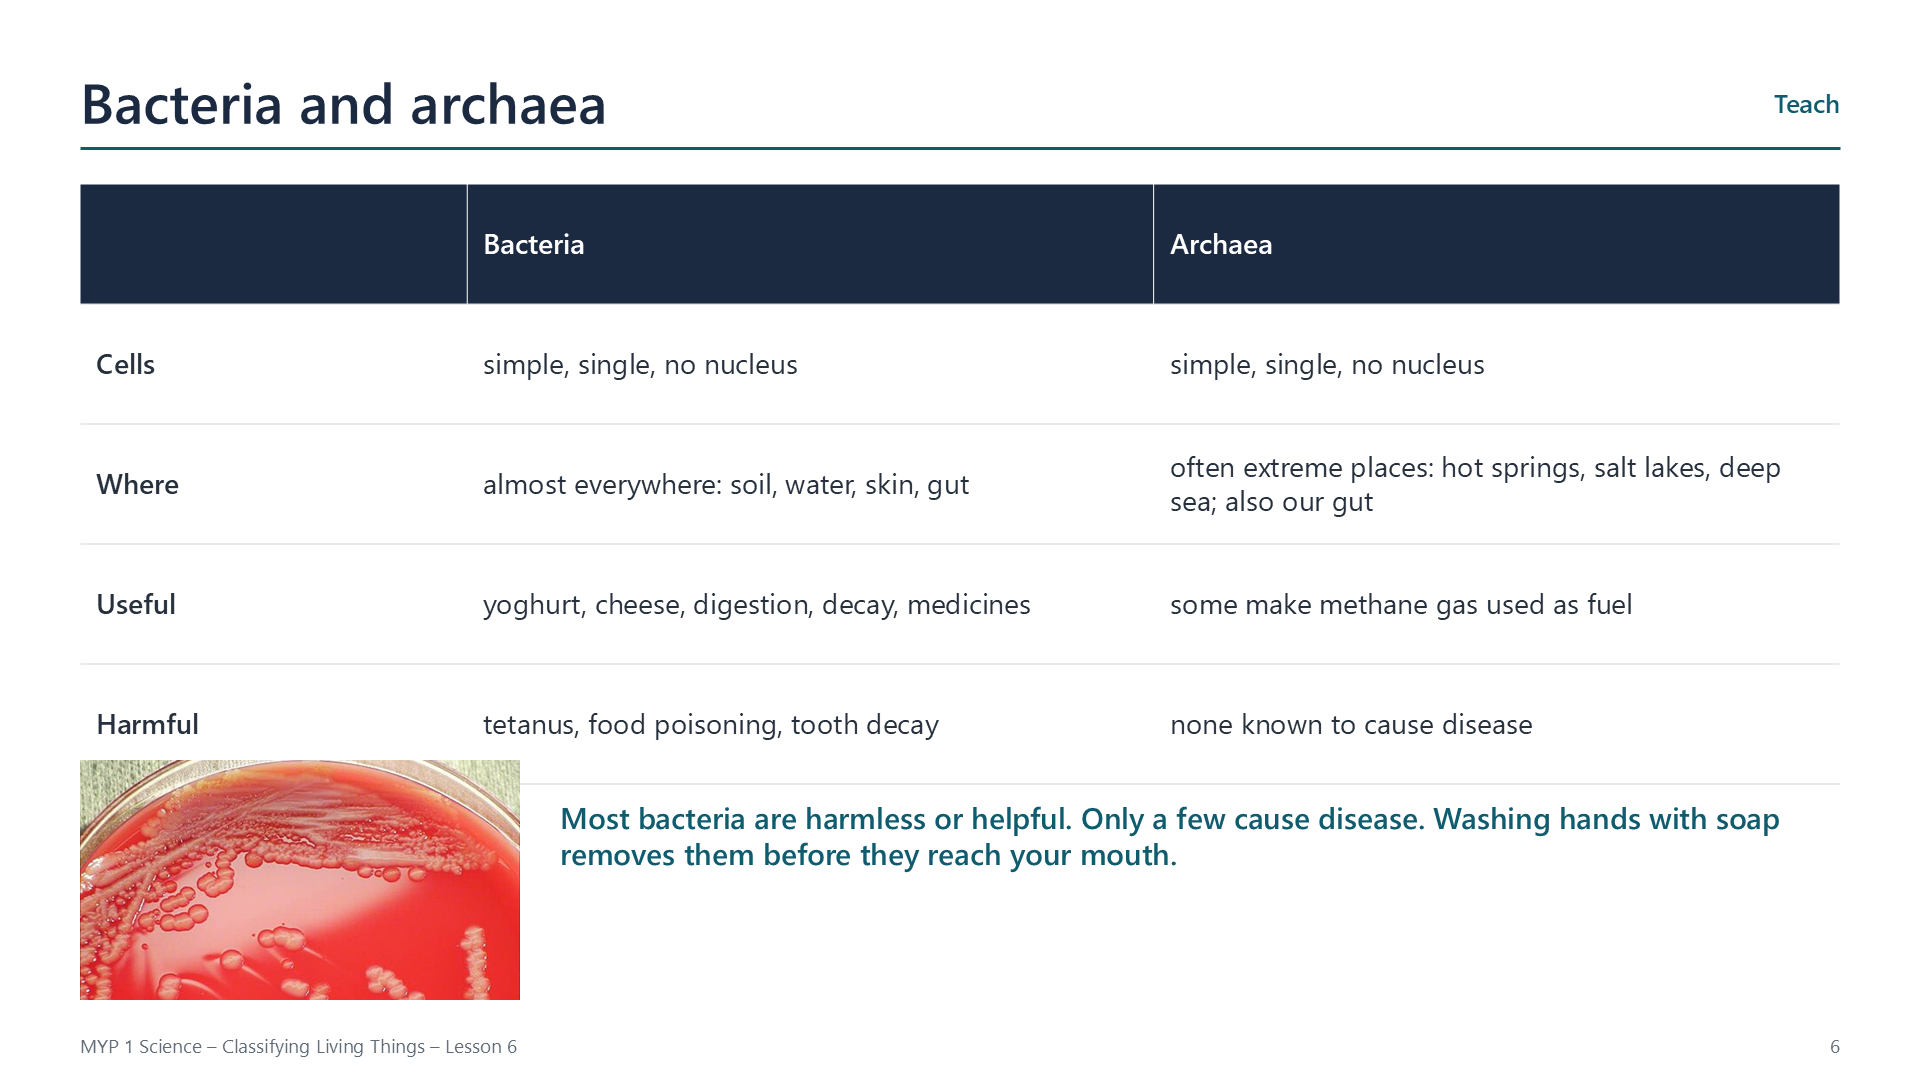 Bacteria and archaea
Teach
Bacteria
Archaea
Cells
simple, single, no nucleus
simple, single, no nucleus
Where
almost everywhere: soil, water, skin, gut
often extreme places: hot springs, salt lakes, deep
sea; also our gut
Useful
yoghurt, cheese, digestion, decay, medicines
some make methane gas used as fuel
Harmful
tetanus, food poisoning, tooth decay
none known to cause disease
Most bacteria are harmless or helpful. Only a few cause disease. Washing hands with soap
removes them before they reach your mouth.
MYP 1 Science – Classifying Living Things – Lesson 6
6